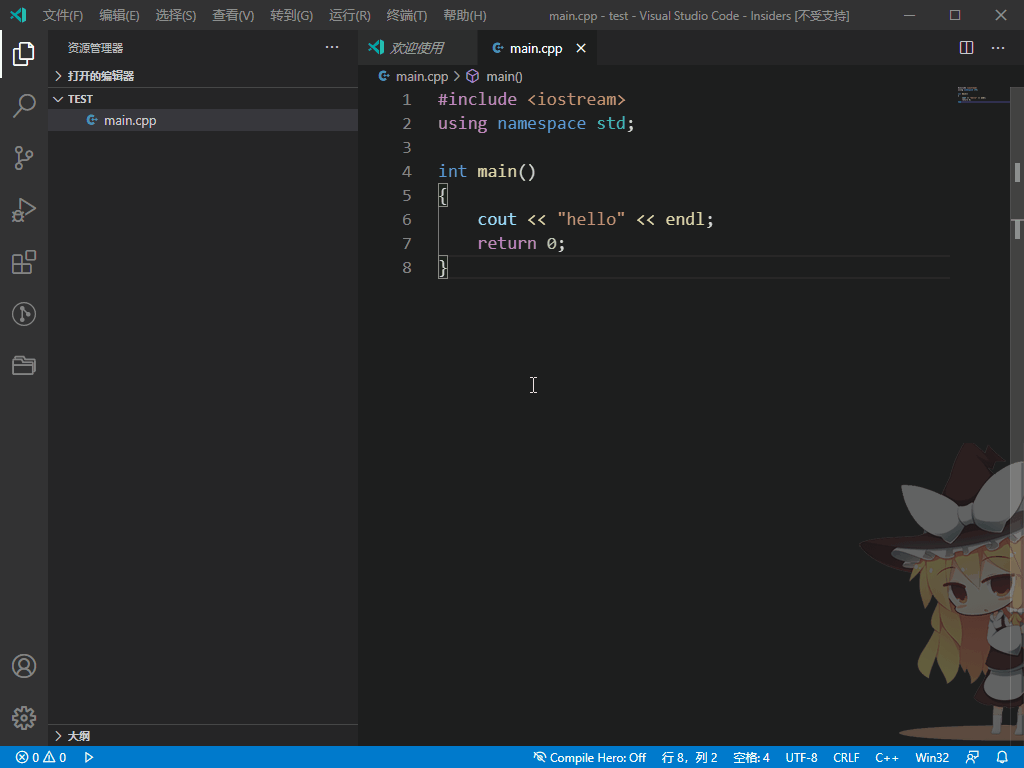 文件(F) 编辑(E) 选择(S) 查看(V) 转到(G) 运行(R) 终端(T) 帮助(H) main.cpp - test - Visual Studio Code - Insiders [不受支持]
资源管理器
打开的编辑器
TEST
main.cpp
大纲
欢迎使用 main.cpp
main.cpp > main()
1 #include <iostream>
2 using namespace std;
3
4 int main()
5 {
6 cout << "hello" << endl;
7 return 0;
8 }
0 0 Compile Hero: Off 行 8，列 2 空格: 4 UTF-8 CRLF C++ Win32